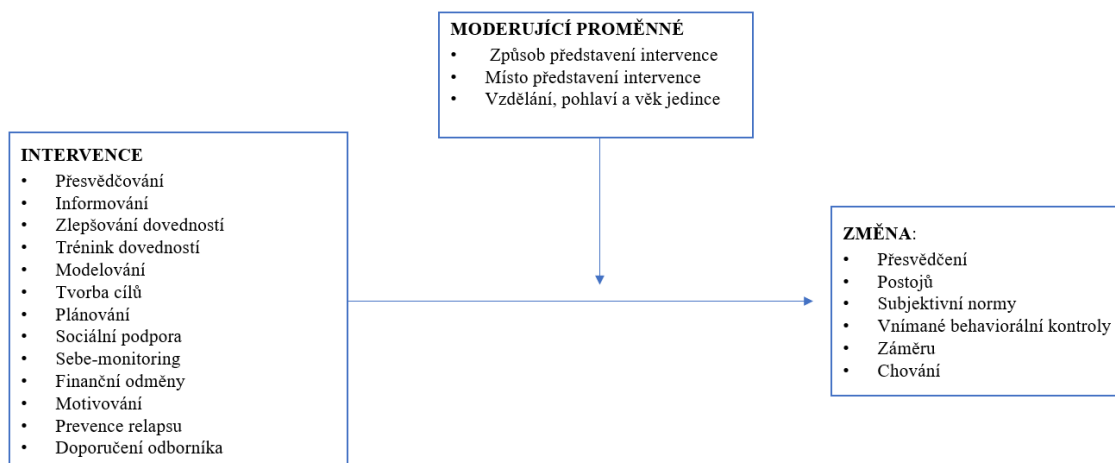 MODERUJÍCÍ PROMĚNNÉ
• Způsob představení intervence
• Místo představení intervence
• Vzdělání, pohlaví a věk jedince
INTERVENCE
• Přesvědčování
• Informování
• Zlepšování dovedností
• Trénink dovedností
• Modelování
• Tvorba cílů
• Plánování
• Sociální podpora
• Sebe-monitoring
• Finanční odměny
• Motivování
• Prevence relapsu
• Doporučení odborníka
ZMĚNA:
• Přesvědčení
• Postojů
• Subjektivní normy
• Vnímané behaviorální kontroly
• Záměru
• Chování